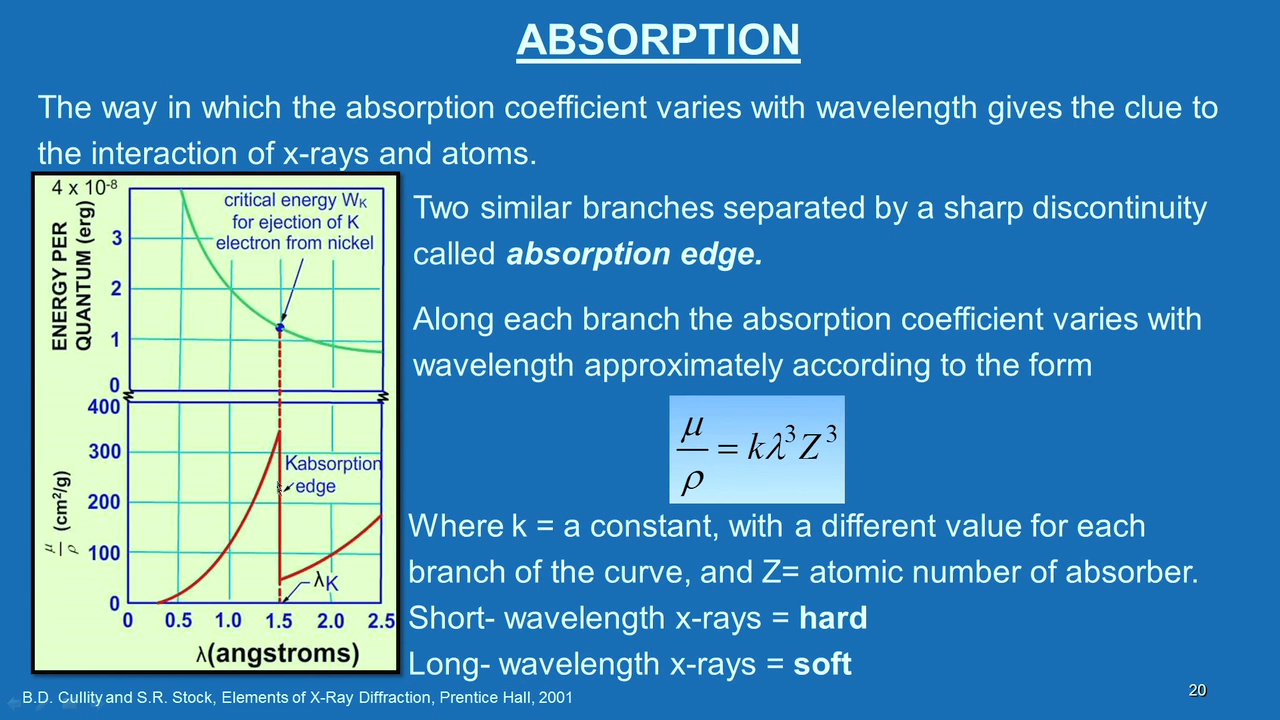 ABSORPTION
The way in which the absorption coefficient varies with wavelength gives the clue to
the interaction of x-rays and atoms.
4 x 10-8
3
2
1
0
ENERGY PER
QUANTUM (erg)
critical energy WK
for ejection of K
electron from nickel
400
300
200
100
0
μ/ρ (cm²/g)
Kabsorption
edge
λK
0 0.5 1.0 1.5 2.0 2.5
λ(angstroms)
Two similar branches separated by a sharp discontinuity
called absorption edge.
Along each branch the absorption coefficient varies with
wavelength approximately according to the form
μ/ρ = kλ³Z³
Where k = a constant, with a different value for each
branch of the curve, and Z= atomic number of absorber.
Short- wavelength x-rays = hard
Long- wavelength x-rays = soft
B.D. Cullity and S.R. Stock, Elements of X-Ray Diffraction, Prentice Hall, 2001
20